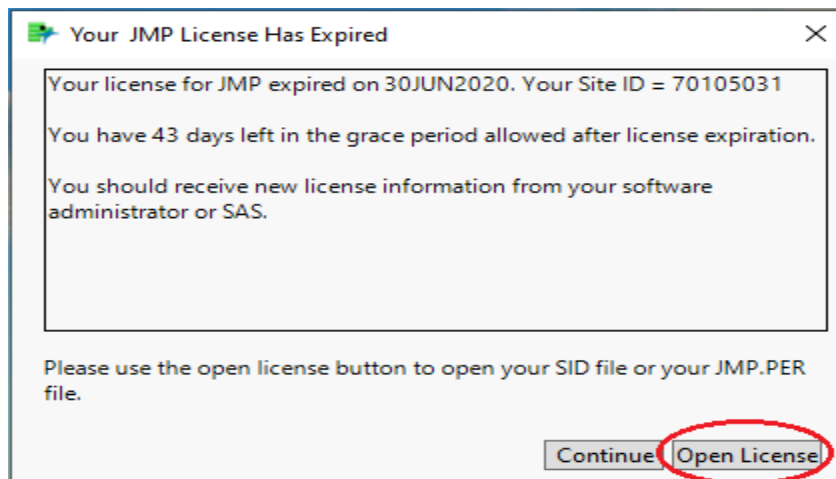 Your JMP License Has Expired
Your license for JMP expired on 30JUN2020. Your Site ID = 70105031
You have 43 days left in the grace period allowed after license expiration.
You should receive new license information from your software
administrator or SAS.
Please use the open license button to open your SID file or your JMP.PER
file.
Continue Open License